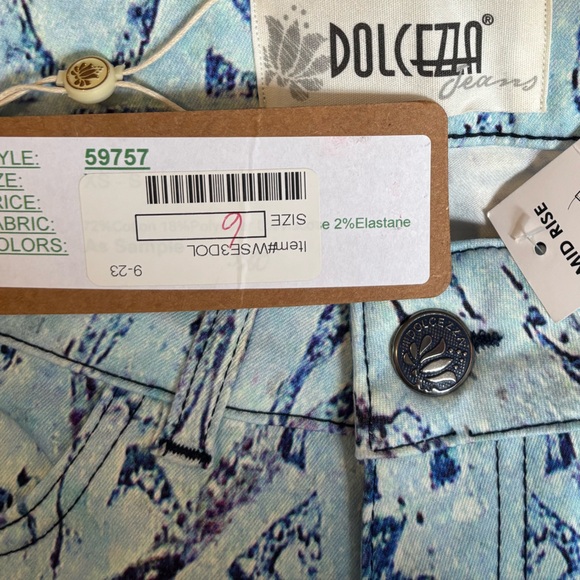 DOLCEZZA®
Jeans
YLE: 59757
ZE:
RICE:
ABRIC: 2%Elastane
OLORS:
Item#WSE3DOL
SIZE 6
9-23
MID RISE
DOLCEZZA